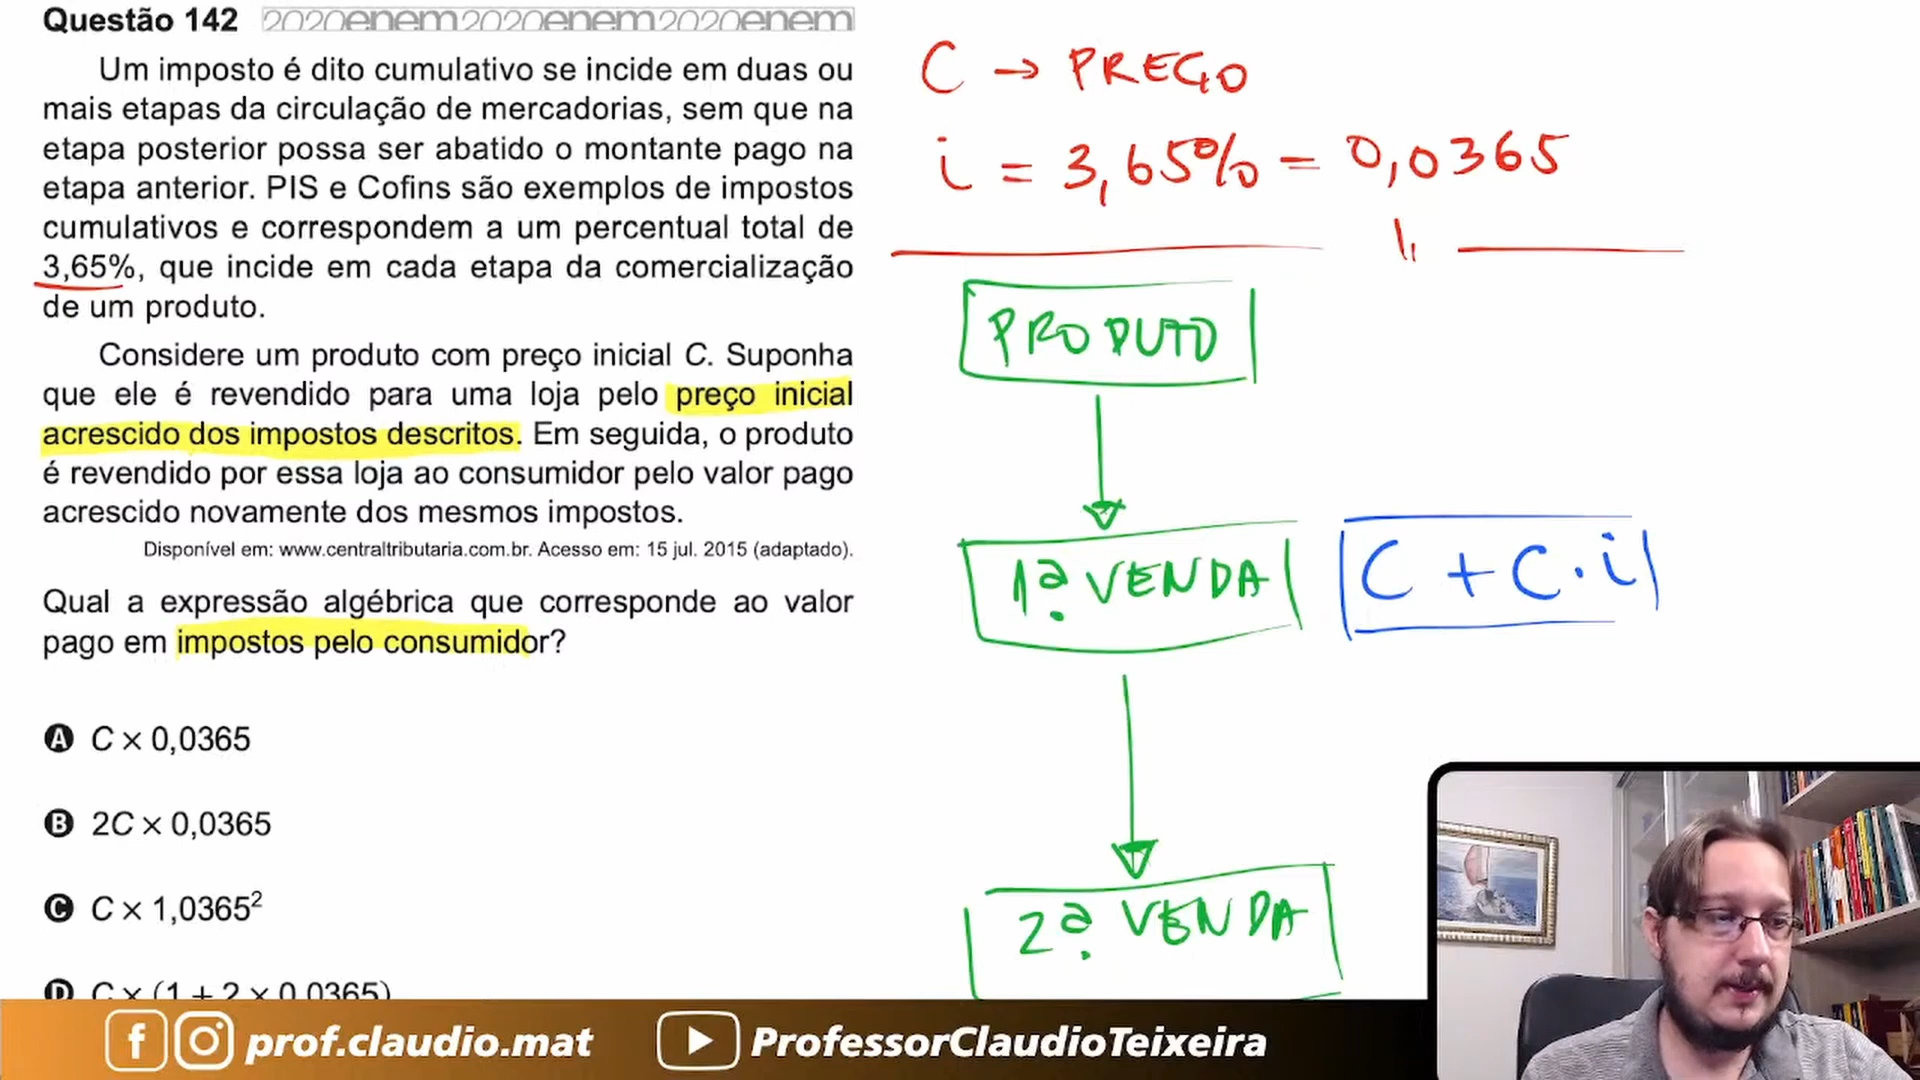 Questão 142 2020enem2020enem2020enem
Um imposto é dito cumulativo se incide em duas ou
mais etapas da circulação de mercadorias, sem que na
etapa posterior possa ser abatido o montante pago na
etapa anterior. PIS e Cofins são exemplos de impostos
cumulativos e correspondem a um percentual total de
3,65%, que incide em cada etapa da comercialização
de um produto.
Considere um produto com preço inicial C. Suponha
que ele é revendido para uma loja pelo preço inicial
acrescido dos impostos descritos. Em seguida, o produto
é revendido por essa loja ao consumidor pelo valor pago
acrescido novamente dos mesmos impostos.
Disponível em: www.centraltributaria.com.br. Acesso em: 15 jul. 2015 (adaptado).
Qual a expressão algébrica que corresponde ao valor
pago em impostos pelo consumidor?
A C × 0,0365
B 2C × 0,0365
C C × 1,0365²
D C × (1 + 2 × 0,0365)
C → PREÇO
i = 3,65% = 0,0365
PRODUTO
1ª VENDA
C + C · i
2ª VENDA
prof.claudio.mat ProfessorClaudioTeixeira